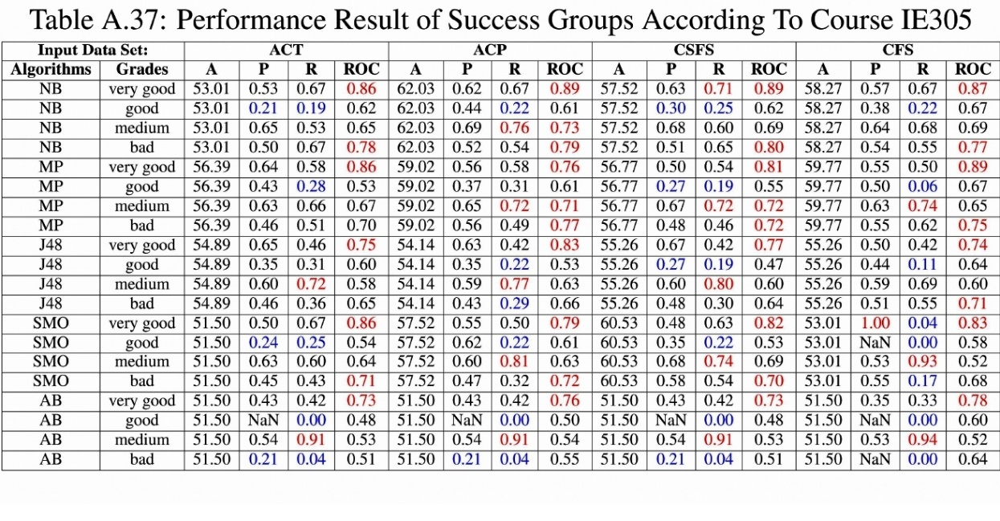 Table A.37: Performance Result of Success Groups According To Course IE305
Input Data Set: ACT ACP CSFS CFS
Algorithms Grades A P R ROC A P R ROC A P R ROC A P R ROC
NB very good 53.01 0.53 0.67 0.86 62.03 0.62 0.67 0.89 57.52 0.63 0.71 0.89 58.27 0.57 0.67 0.87
NB good 53.01 0.21 0.19 0.62 62.03 0.44 0.22 0.61 57.52 0.30 0.25 0.62 58.27 0.38 0.22 0.67
NB medium 53.01 0.65 0.53 0.65 62.03 0.69 0.76 0.73 57.52 0.68 0.60 0.69 58.27 0.64 0.68 0.69
NB bad 53.01 0.50 0.67 0.78 62.03 0.52 0.54 0.79 57.52 0.51 0.65 0.80 58.27 0.54 0.55 0.77
MP very good 56.39 0.64 0.58 0.86 59.02 0.56 0.58 0.76 56.77 0.50 0.54 0.81 59.77 0.55 0.50 0.89
MP good 56.39 0.43 0.28 0.53 59.02 0.37 0.31 0.61 56.77 0.27 0.19 0.55 59.77 0.50 0.06 0.67
MP medium 56.39 0.63 0.66 0.67 59.02 0.65 0.72 0.71 56.77 0.67 0.72 0.72 59.77 0.63 0.74 0.65
MP bad 56.39 0.46 0.51 0.70 59.02 0.56 0.49 0.77 56.77 0.48 0.46 0.72 59.77 0.55 0.62 0.75
J48 very good 54.89 0.65 0.46 0.75 54.14 0.63 0.42 0.83 55.26 0.67 0.42 0.77 55.26 0.50 0.42 0.74
J48 good 54.89 0.35 0.31 0.60 54.14 0.35 0.22 0.53 55.26 0.27 0.19 0.47 55.26 0.44 0.11 0.64
J48 medium 54.89 0.60 0.72 0.58 54.14 0.59 0.77 0.63 55.26 0.60 0.80 0.60 55.26 0.59 0.69 0.60
J48 bad 54.89 0.46 0.36 0.65 54.14 0.43 0.29 0.66 55.26 0.48 0.30 0.64 55.26 0.51 0.55 0.71
SMO very good 51.50 0.50 0.67 0.86 57.52 0.55 0.50 0.79 60.53 0.48 0.63 0.82 53.01 1.00 0.04 0.83
SMO good 51.50 0.24 0.25 0.54 57.52 0.62 0.22 0.61 60.53 0.35 0.22 0.53 53.01 NaN 0.00 0.58
SMO medium 51.50 0.63 0.60 0.64 57.52 0.60 0.81 0.63 60.53 0.68 0.74 0.69 53.01 0.53 0.93 0.52
SMO bad 51.50 0.45 0.43 0.71 57.52 0.47 0.32 0.72 60.53 0.58 0.54 0.70 53.01 0.55 0.17 0.68
AB very good 51.50 0.43 0.42 0.73 51.50 0.43 0.42 0.76 51.50 0.43 0.42 0.73 51.50 0.35 0.33 0.78
AB good 51.50 NaN 0.00 0.48 51.50 NaN 0.00 0.50 51.50 NaN 0.00 0.48 51.50 NaN 0.00 0.60
AB medium 51.50 0.54 0.91 0.53 51.50 0.54 0.91 0.54 51.50 0.54 0.91 0.53 51.50 0.53 0.94 0.52
AB bad 51.50 0.21 0.04 0.51 51.50 0.21 0.04 0.55 51.50 0.21 0.04 0.51 51.50 NaN 0.00 0.64